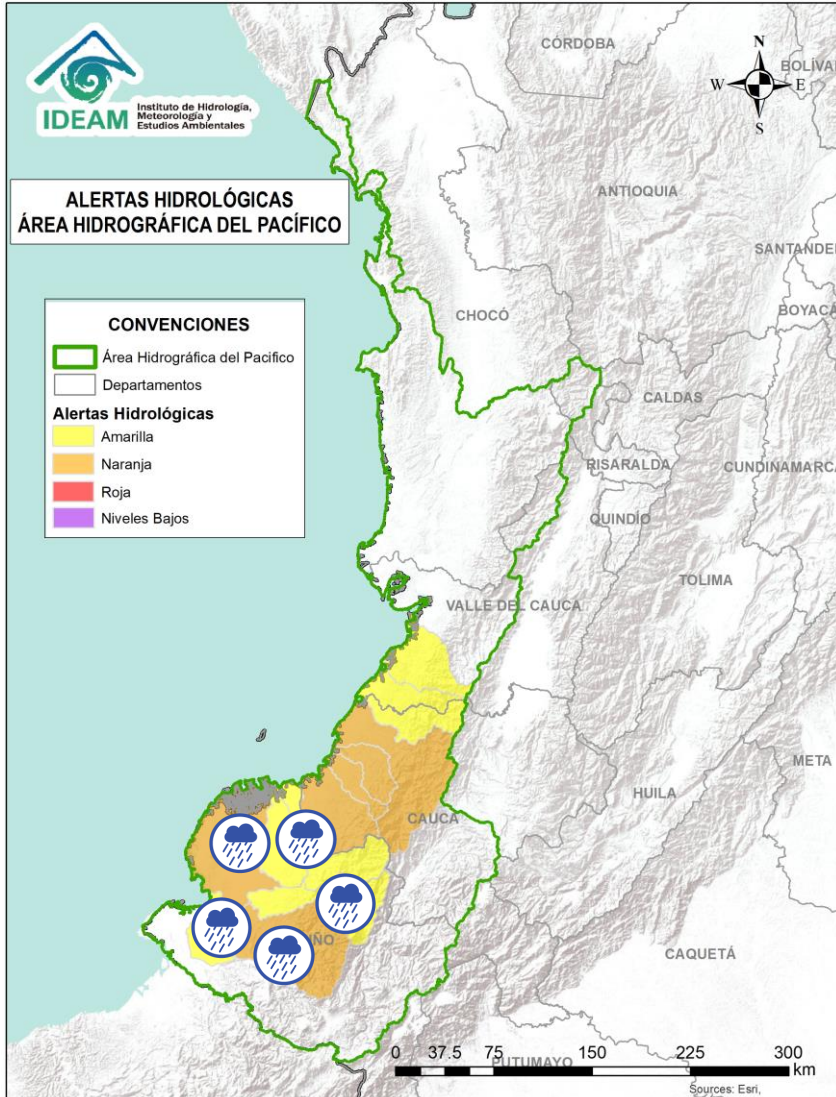 IDEAM
Instituto de Hidrología,
Meteorología y
Estudios Ambientales
ALERTAS HIDROLÓGICAS
ÁREA HIDROGRÁFICA DEL PACÍFICO
CONVENCIONES
Área Hidrográfica del Pacifico
Departamentos
Alertas Hidrológicas
Amarilla
Naranja
Roja
Niveles Bajos
N
W E
S
CÓRDOBA
BOLÍVAR
ANTIOQUIA
SANTANDER
BOYACÁ
CHOCÓ
CALDAS
RISARALDA
CUNDINAMARCA
QUINDÍO
TOLIMA
VALLE DEL CAUCA
META
HUILA
CAUCA
IÑO
CAQUETÁ
PUTUMAYO
0 37.5 75 150 225 300
km
Sources: Esri,